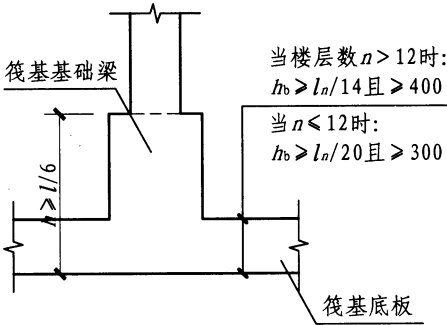 当楼层数n>12时:
hb≥ln/14且≥400
筏基基础梁
当n≤12时:
hb≥ln/20且≥300
h≥l/6
筏基底板